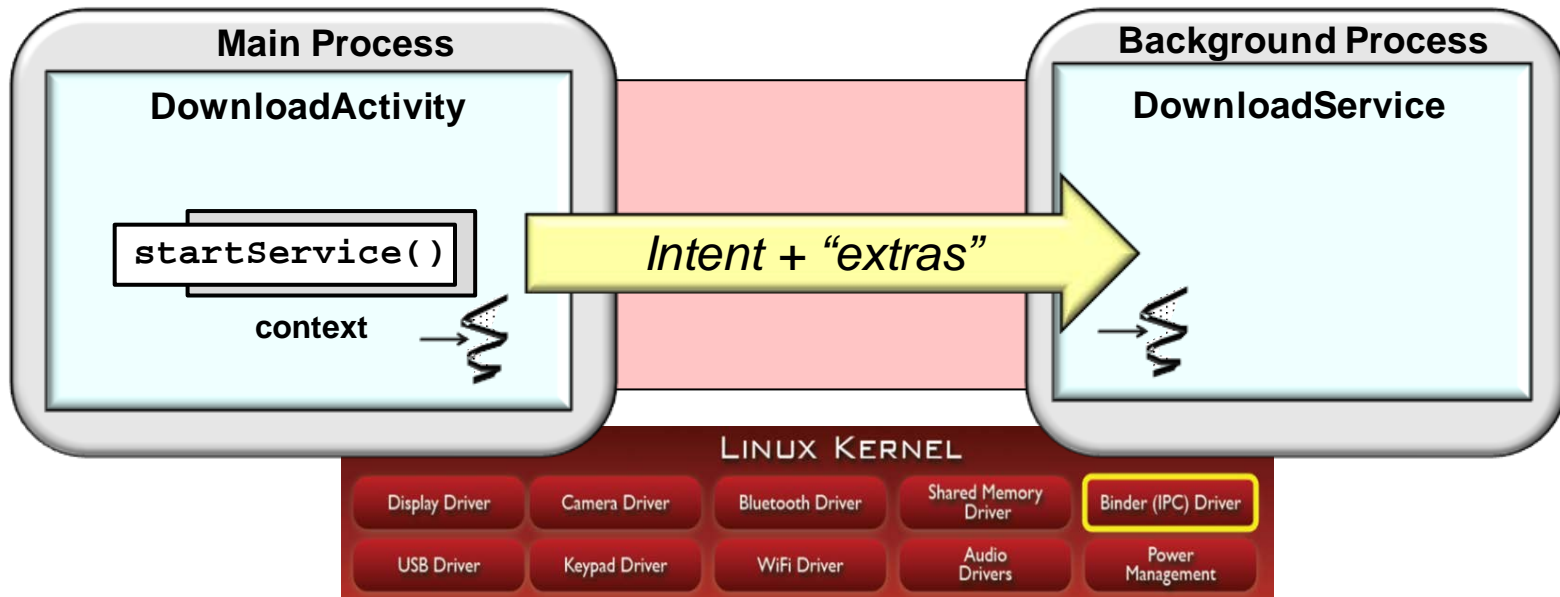 Main Process
DownloadActivity
startService()
context
Intent + “extras”
Background Process
DownloadService
LINUX KERNEL
Display Driver
Camera Driver
Bluetooth Driver
Shared Memory
Driver
Binder (IPC) Driver
USB Driver
Keypad Driver
WiFi Driver
Audio
Drivers
Power
Management